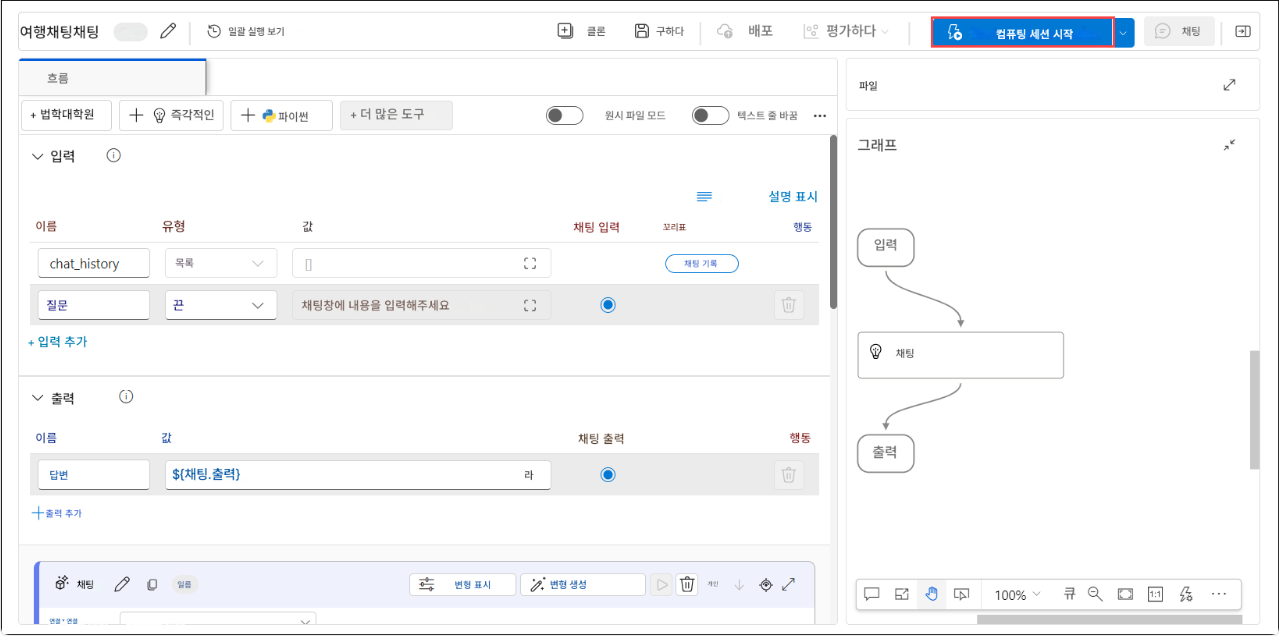 여행채팅채팅
일괄 실행 보기
클론
구하다
배포
평가하다
컴퓨팅 세션 시작
채팅
흐름
+ 법학대학원
즉각적인
파이썬
+ 더 많은 도구
원시 파일 모드
텍스트 줄 바꿈
입력
설명 표시
이름 유형 값 채팅 입력 꼬리표 행동
chat_history 목록 [] 채팅 기록
질문 끈 채팅창에 내용을 입력해주세요
+ 입력 추가
출력
이름 값 채팅 출력 행동
답변 ${채팅.출력} 라
출력 추가
채팅
변형 표시
변형 생성
파일
그래프
입력
채팅
출력
100%
뀨
1:1